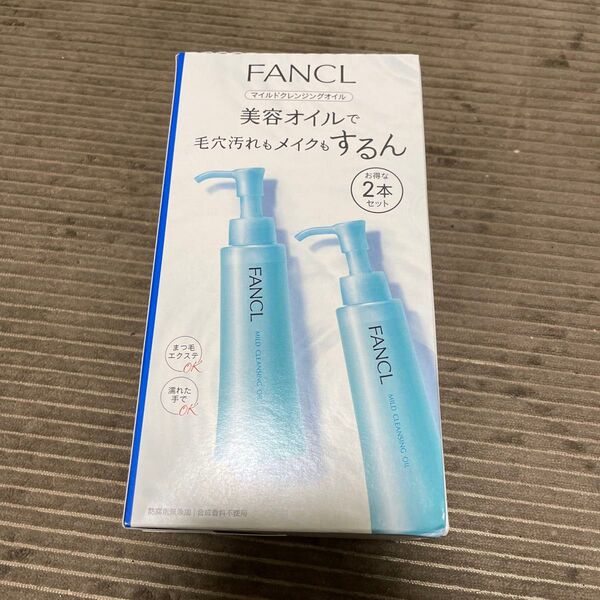 FANCL
マイルドクレンジングオイル
美容オイルで
毛穴汚れもメイクもするん
お得な
2本
セット
FANCL
MILD CLEANSING OIL
FANCL
MILD CLEANSING OIL
まつ毛
エクステ
OK
濡れた
手で
OK
防腐剤無添加|合成香料不使用